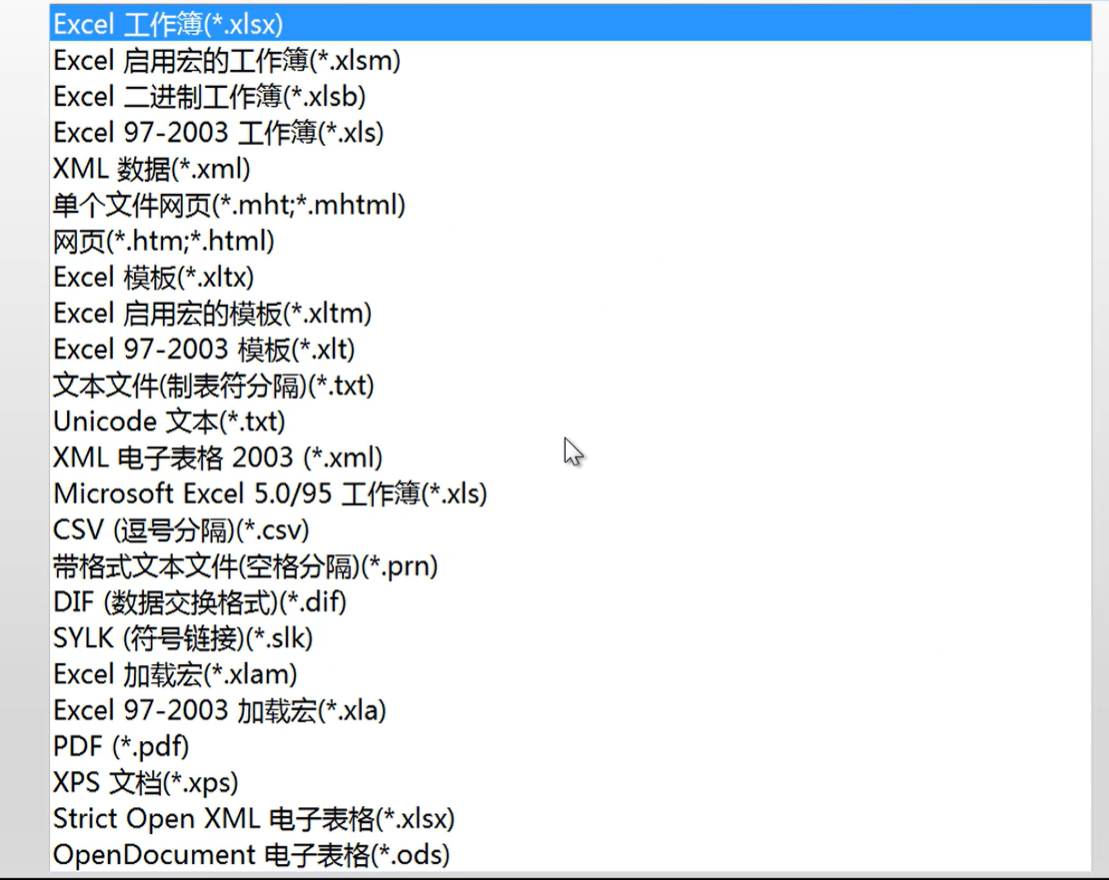 Excel 工作簿(*.xlsx)
Excel 启用宏的工作簿(*.xlsm)
Excel 二进制工作簿(*.xlsb)
Excel 97-2003 工作簿(*.xls)
XML 数据(*.xml)
单个文件网页(*.mht;*.mhtml)
网页(*.htm;*.html)
Excel 模板(*.xltx)
Excel 启用宏的模板(*.xltm)
Excel 97-2003 模板(*.xlt)
文本文件(制表符分隔)(*.txt)
Unicode 文本(*.txt)
XML 电子表格 2003 (*.xml)
Microsoft Excel 5.0/95 工作簿(*.xls)
CSV (逗号分隔)(*.csv)
带格式文本文件(空格分隔)(*.prn)
DIF (数据交换格式)(*.dif)
SYLK (符号链接)(*.slk)
Excel 加载宏(*.xlam)
Excel 97-2003 加载宏(*.xla)
PDF (*.pdf)
XPS 文档(*.xps)
Strict Open XML 电子表格(*.xlsx)
OpenDocument 电子表格(*.ods)